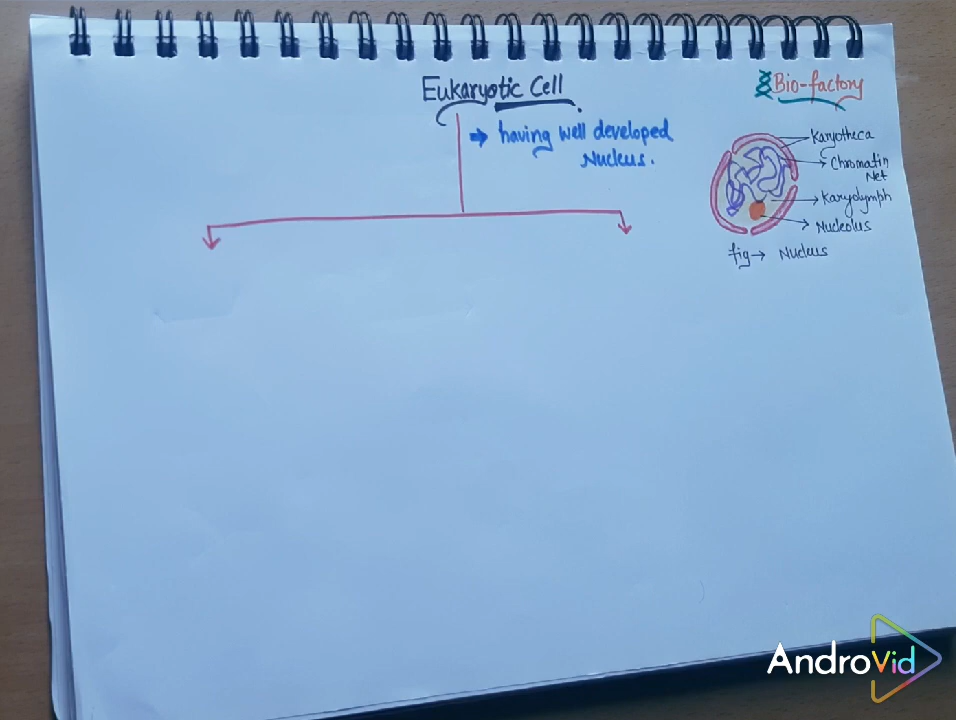 Eukaryotic Cell
Bio-factory
→ having well developed
Nucleus.
Karyotheca
Chromatin
Net
Karyolymph
Nucleolus
fig → Nucleus
AndroVid